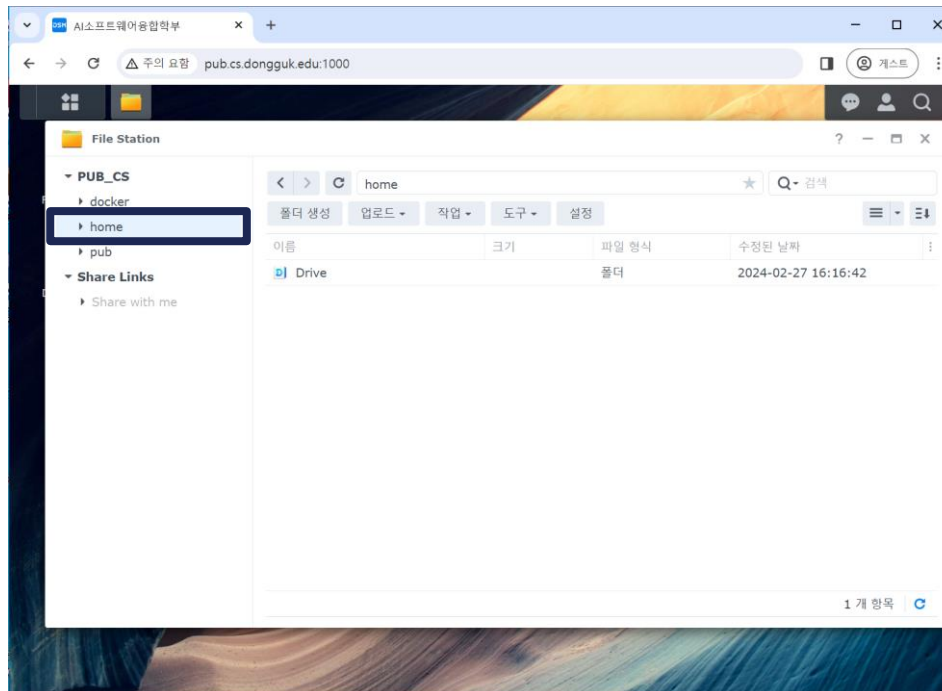 DSM AI소프트웨어융합학부
주의 요함 pub.cs.dongguk.edu:1000 게스트
File Station
PUB_CS
docker
home
pub
Share Links
Share with me
home 검색
폴더 생성 업로드 작업 도구 설정
이름 크기 파일 형식 수정된 날짜
Drive 폴더 2024-02-27 16:16:42
1 개 항목